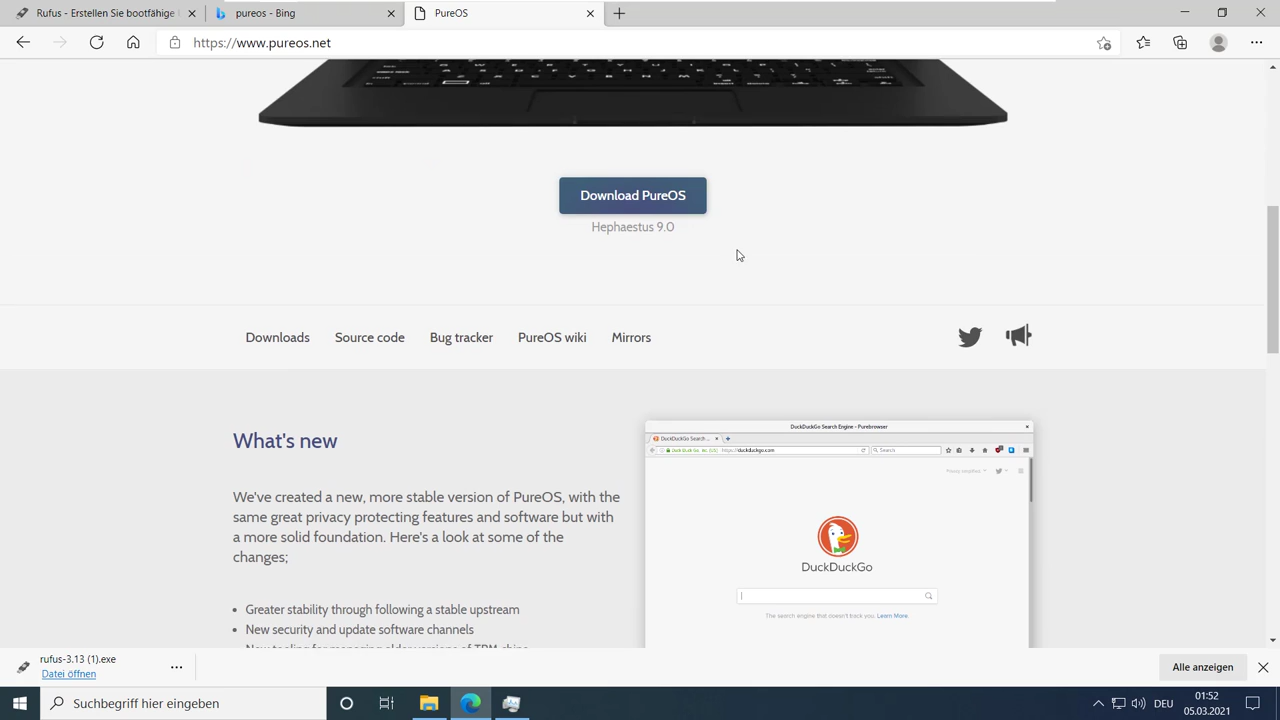 Rufus - Erstellen Sie bootfähige
pureos - Bing
PureOS
https://www.pureos.net
Download PureOS
Hephaestus 9.0
Downloads
Source code
Bug tracker
PureOS wiki
Mirrors
What's new
We've created a new, more stable version of PureOS, with the
same great privacy protecting features and software but with
a more solid foundation. Here's a look at some of the
changes;
Greater stability through following a stable upstream
New security and update software channels
DuckDuckGo Search Engine - Purebrowser
DuckDuckGo Search ...
https://duckduckgo.com
Search
DuckDuckGo
The search engine that doesn't track you. Learn More.
rufus-3.13 (1).exe
Datei öffnen
Alle anzeigen
Suchbegriff hier eingeben
DEU
01:52
05.03.2021